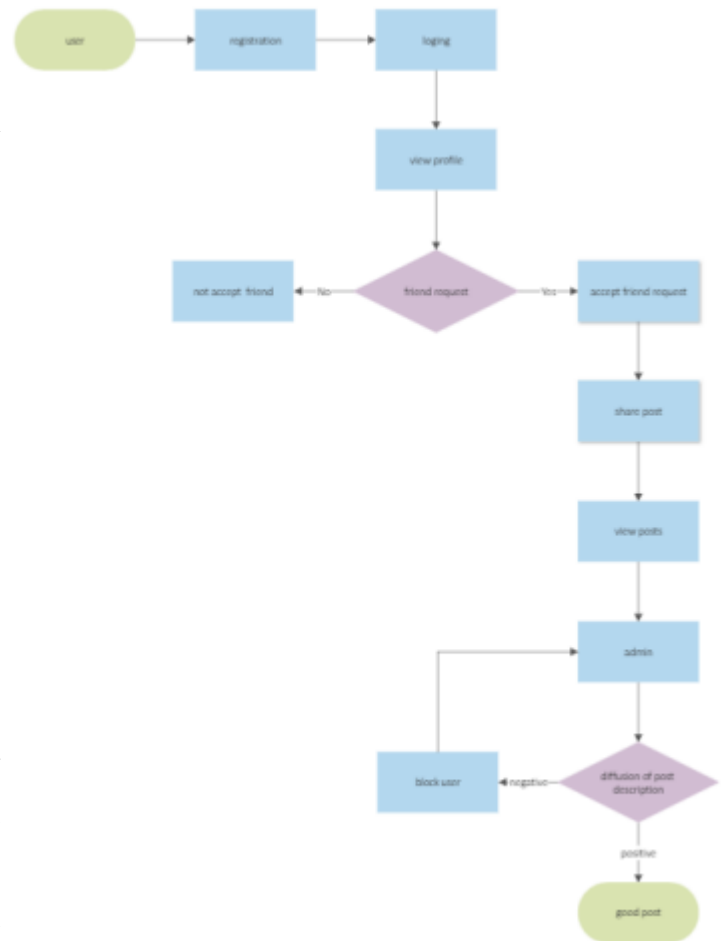 user
registration
loging
view profile
not accept friend
No
friend request
Yes
accept friend request
share post
view posts
admin
block user
negative
diffusion of post
description
positive
good post